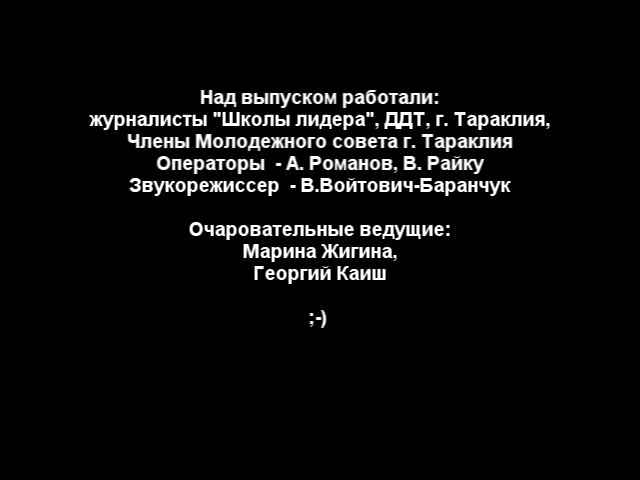 Над выпуском работали:
журналисты "Школы лидера", ДДТ, г. Тараклия,
Члены Молодежного совета г. Тараклия
Операторы  - А. Романов, В. Райку
Звукорежиссер  - В.Войтович-Баранчук
Очаровательные ведущие:
Марина Жигина,
Георгий Каиш
;-)